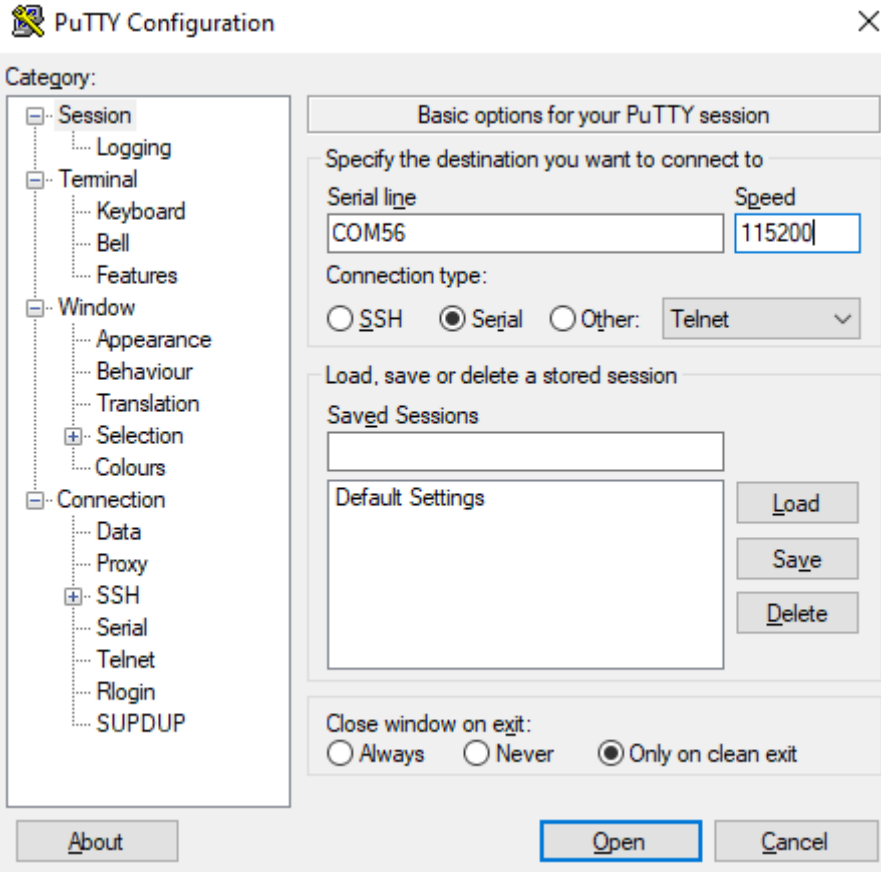 PuTTY Configuration
Category:
Session
Logging
Terminal
Keyboard
Bell
Features
Window
Appearance
Behaviour
Translation
Selection
Colours
Connection
Data
Proxy
SSH
Serial
Telnet
Rlogin
SUPDUP
Basic options for your PuTTY session
Specify the destination you want to connect to
Serial line Speed
COM56 115200
Connection type:
SSH Serial Other: Telnet
Load, save or delete a stored session
Saved Sessions
Default Settings
Load
Save
Delete
Close window on exit:
Always Never Only on clean exit
About Open Cancel